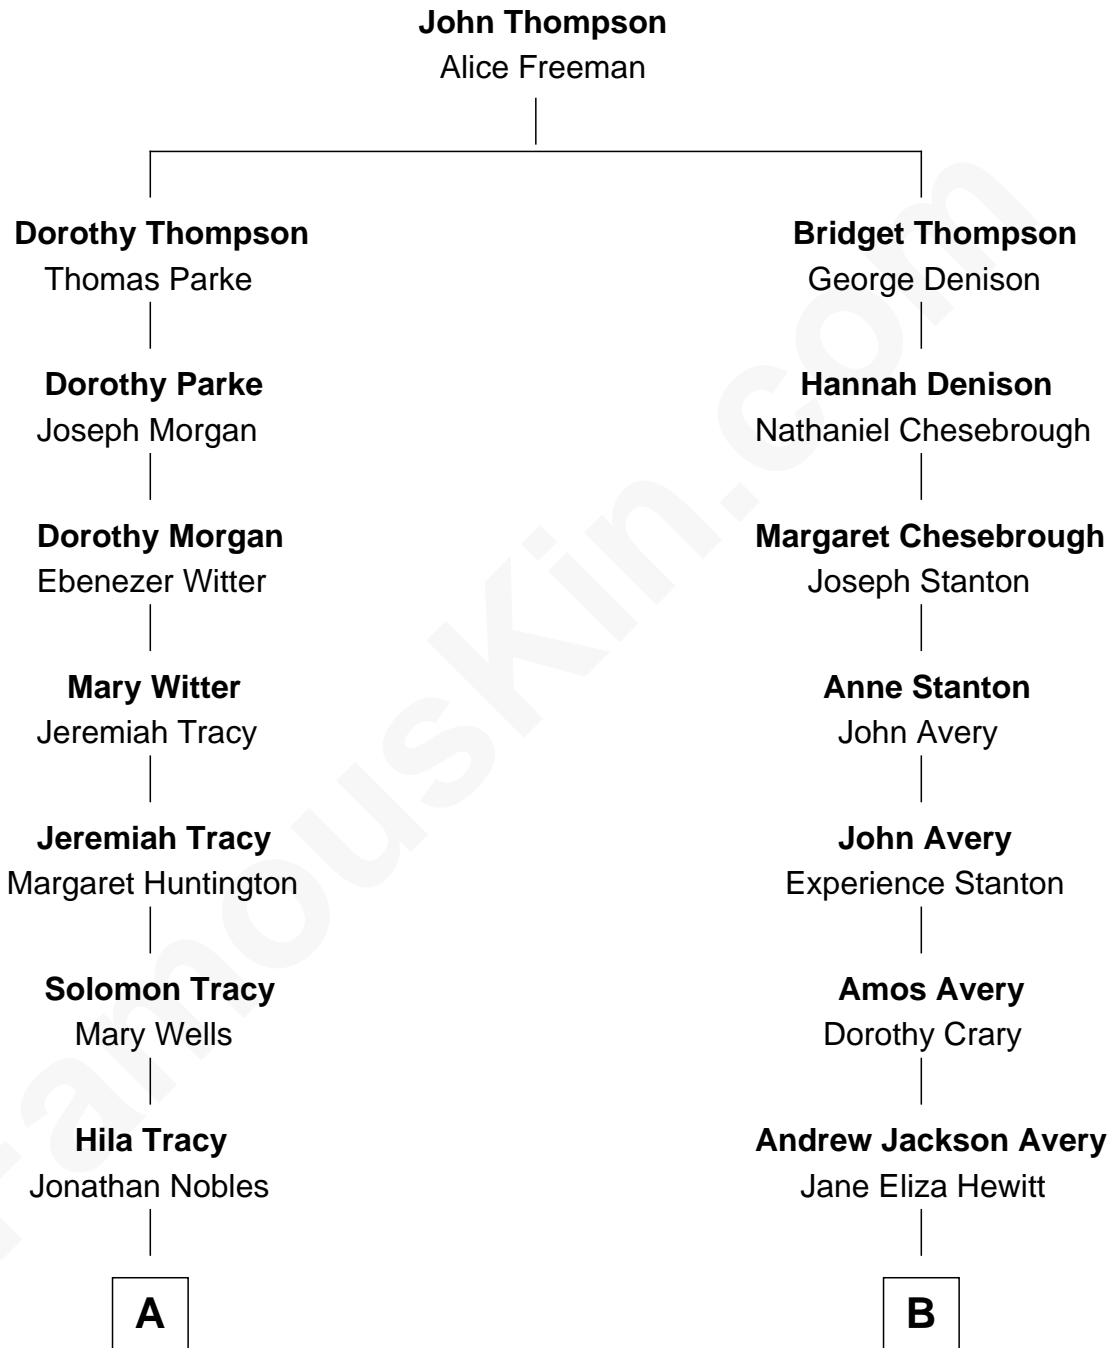 John Thompson
Alice Freeman
Dorothy Thompson
Thomas Parke
Bridget Thompson
George Denison
Dorothy Parke
Joseph Morgan
Hannah Denison
Nathaniel Chesebrough
Dorothy Morgan
Ebenezer Witter
Margaret Chesebrough
Joseph Stanton
Mary Witter
Jeremiah Tracy
Anne Stanton
John Avery
Jeremiah Tracy
Margaret Huntington
John Avery
Experience Stanton
Solomon Tracy
Mary Wells
Amos Avery
Dorothy Crary
Hila Tracy
Jonathan Nobles
Andrew Jackson Avery
Jane Eliza Hewitt
A
B
FamousKin.com